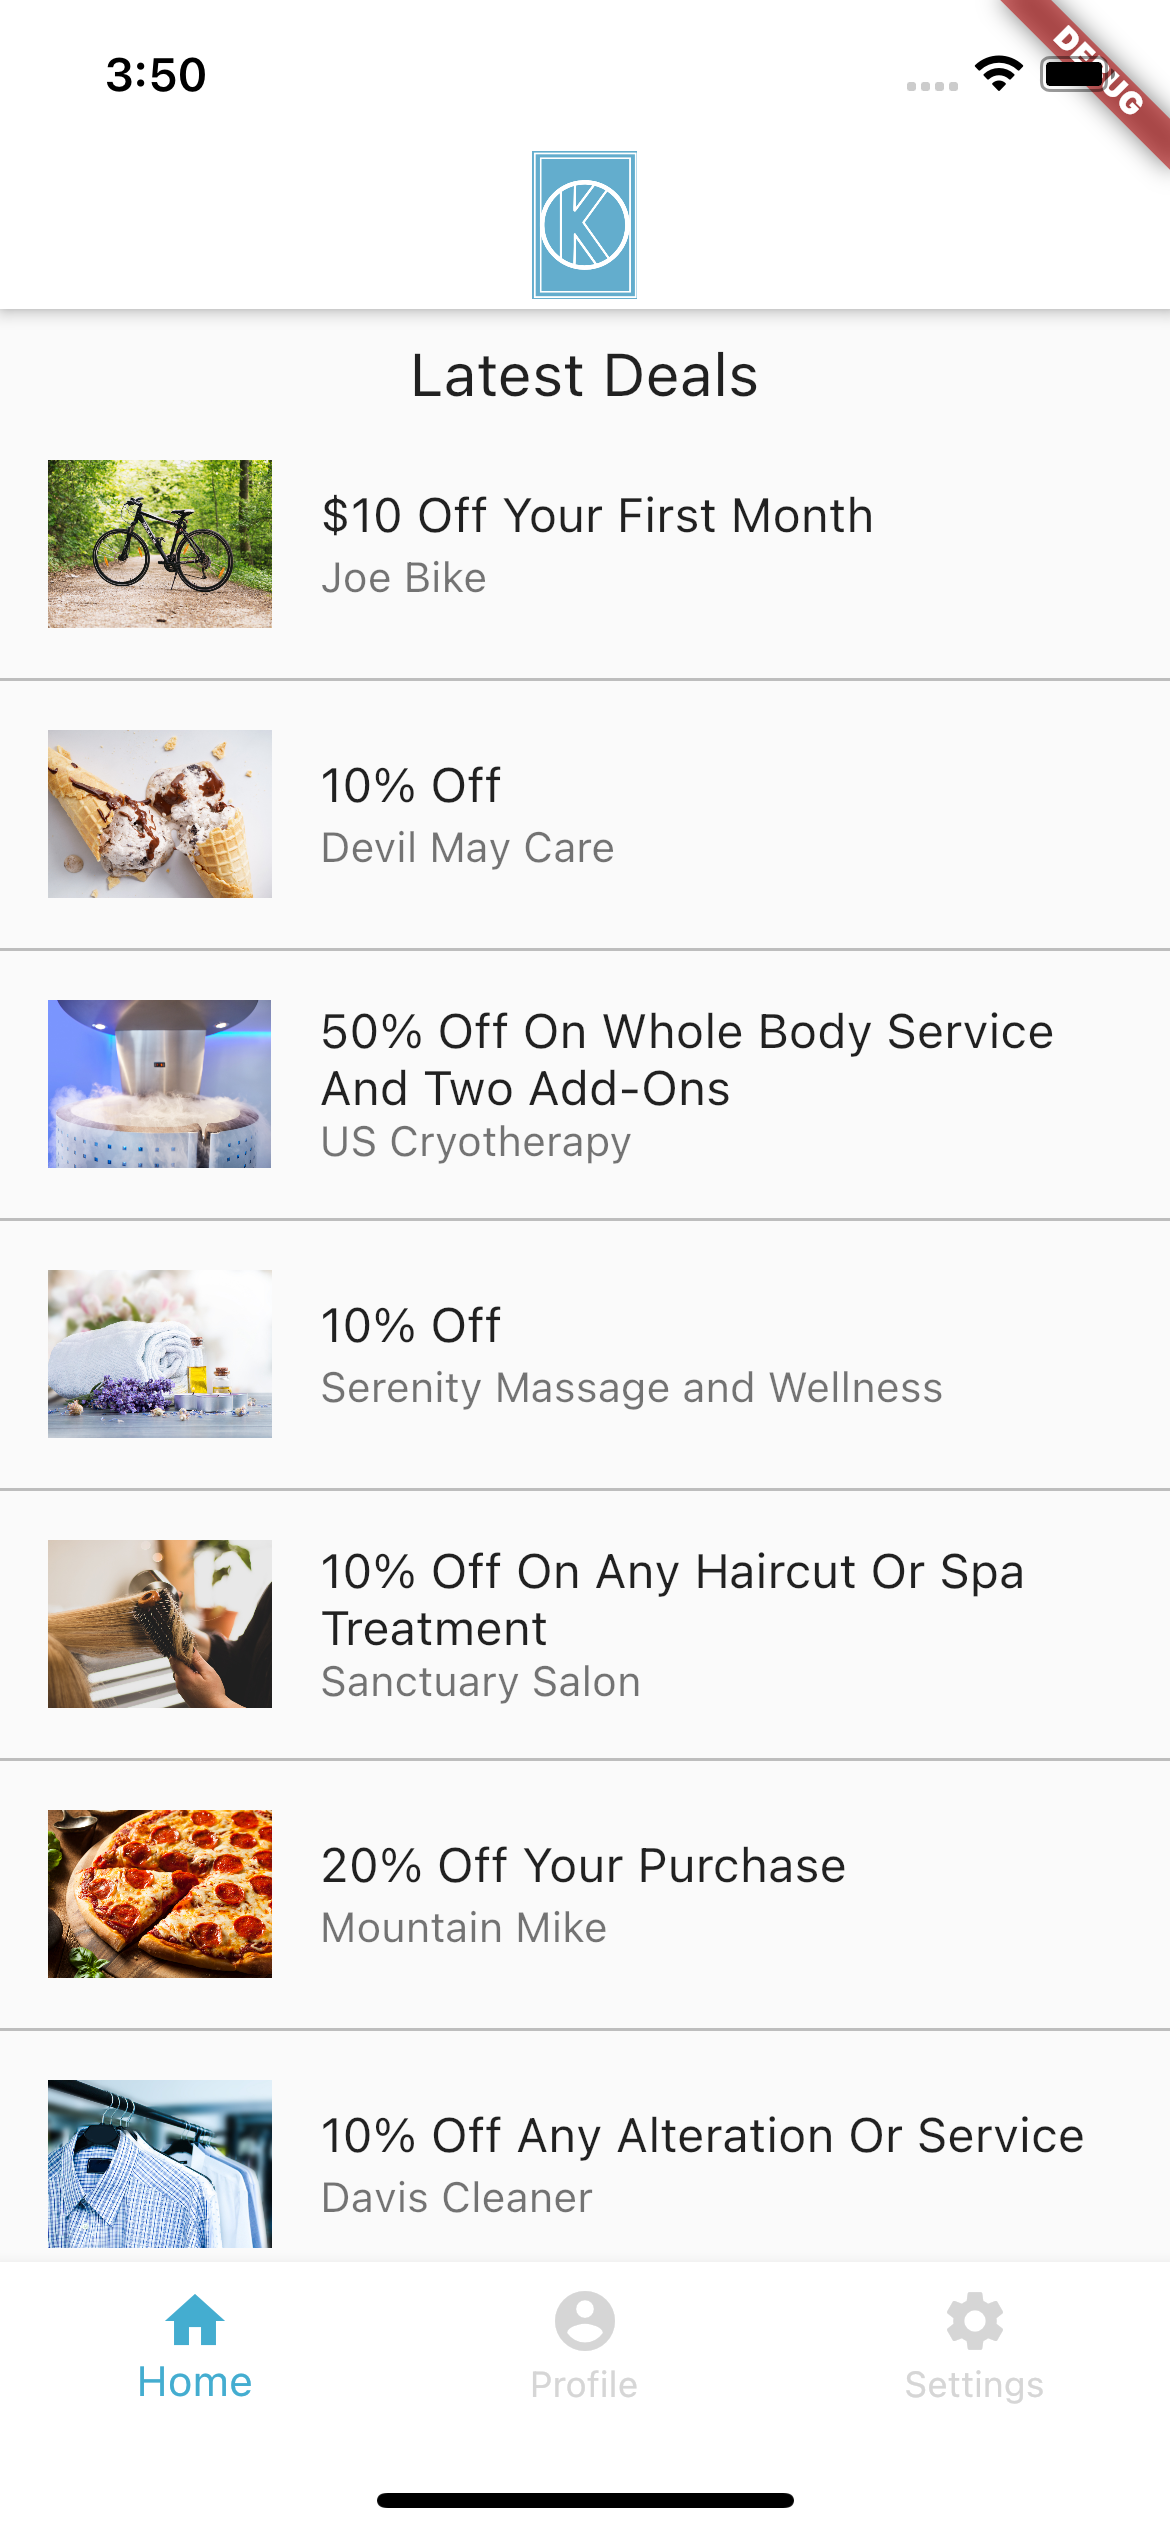 3:50
DEBUG
K
Latest Deals
$10 Off Your First Month
Joe Bike
10% Off
Devil May Care
50% Off On Whole Body Service
And Two Add-Ons
US Cryotherapy
10% Off
Serenity Massage and Wellness
10% Off On Any Haircut Or Spa
Treatment
Sanctuary Salon
20% Off Your Purchase
Mountain Mike
10% Off Any Alteration Or Service
Davis Cleaner
Home
Profile
Settings